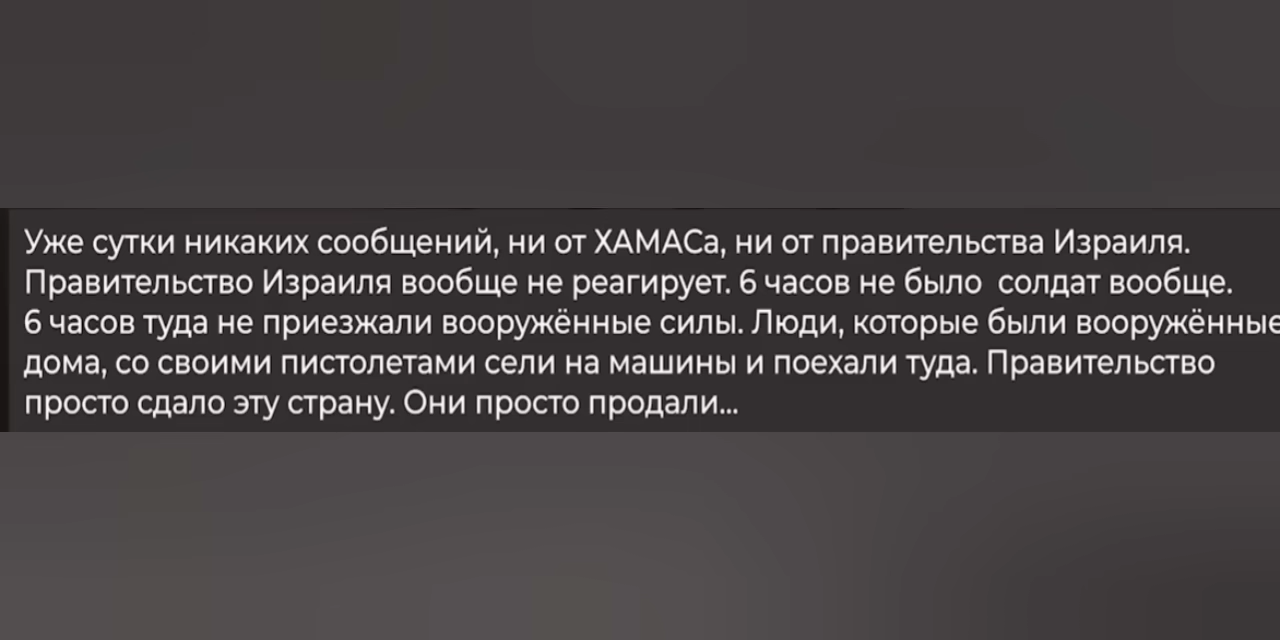 Уже сутки никаких сообщений, ни от ХАМАСа, ни от правительства Израиля.
Правительство Израиля вообще не реагирует. 6 часов не было  солдат вообще.
6 часов туда не приезжали вооружённые силы. Люди, которые были вооружённые
дома, со своими пистолетами сели на машины и поехали туда. Правительство
просто сдало эту страну. Они просто продали...